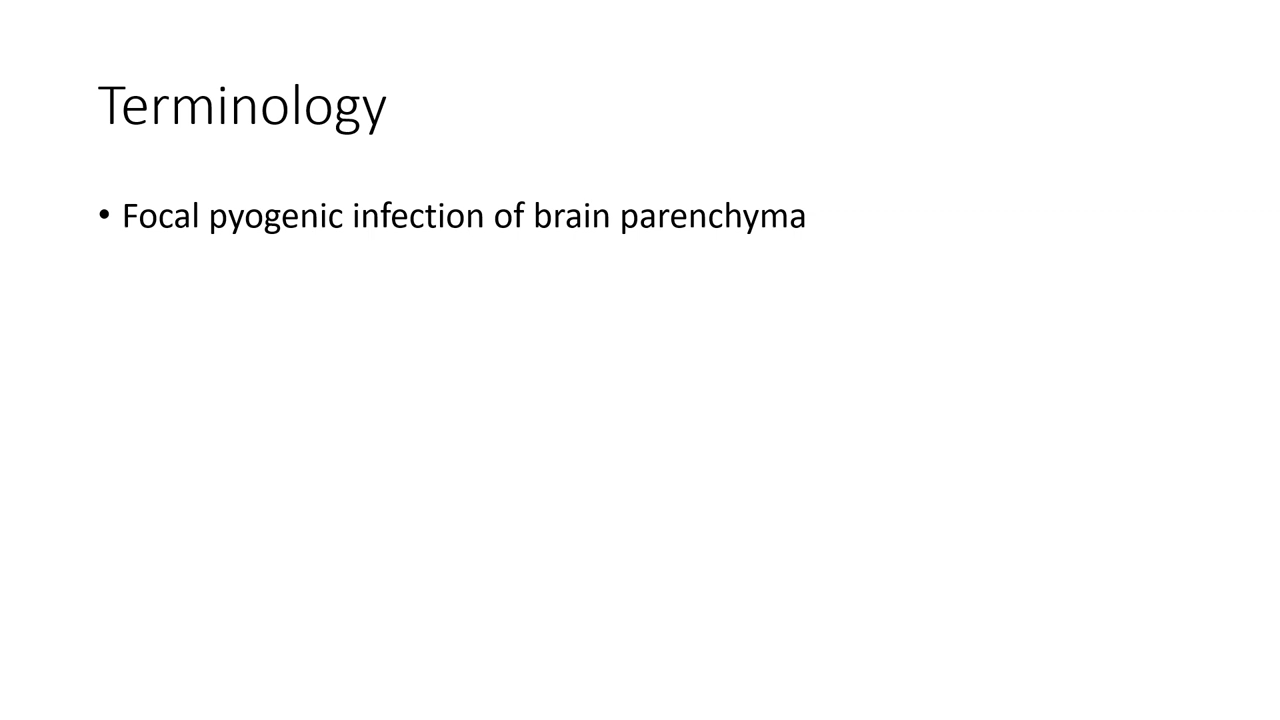 Terminology
• Focal pyogenic infection of brain parenchyma